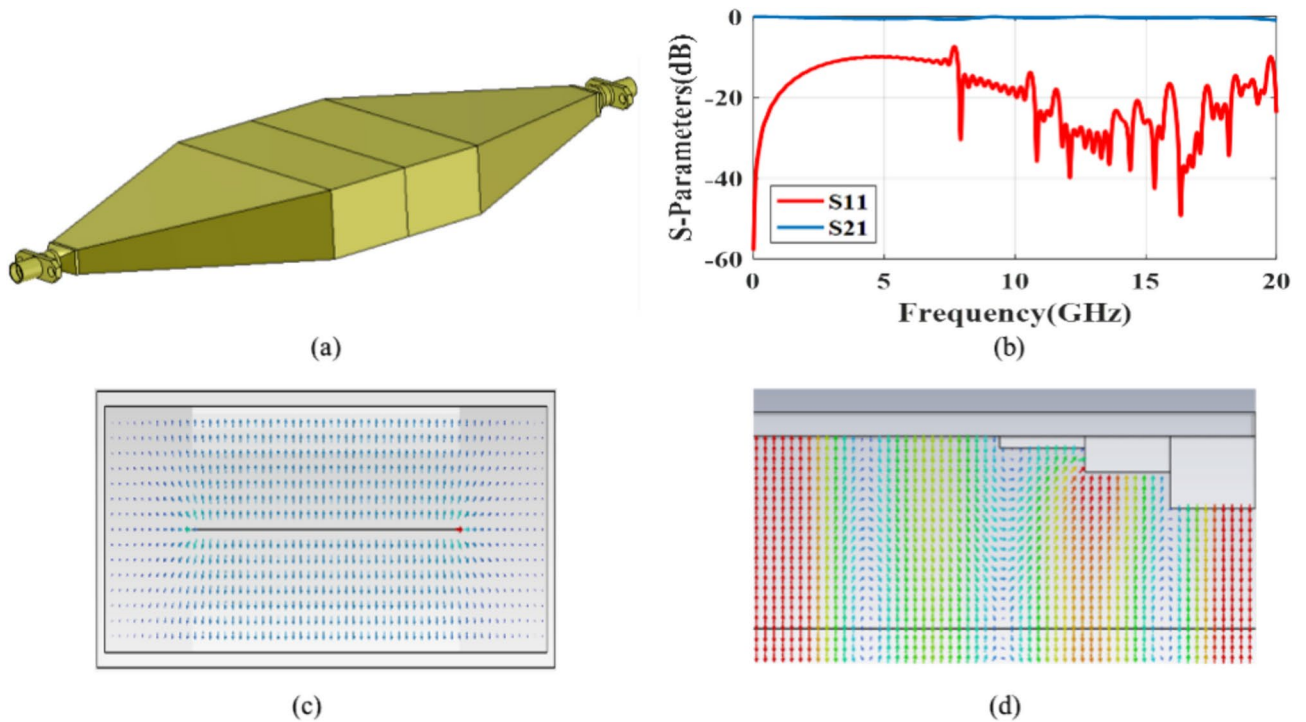 0
-20
-40
-60
S-Parameters(dB)
S11
S21
0
5
10
15
20
Frequency(GHz)
(a)
(b)
(c)
(d)